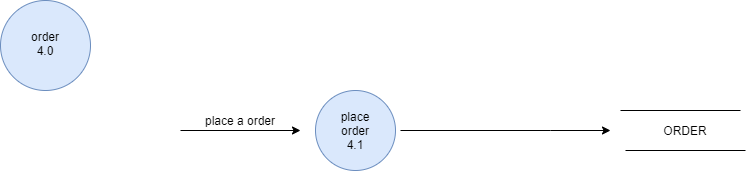 order
4.0
place a order
place
order
4.1
ORDER